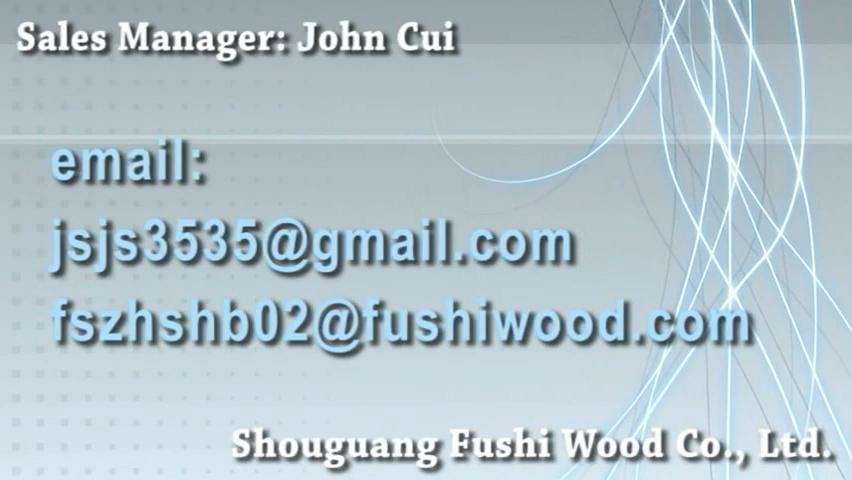 Sales Manager: John Cui
email:
jsjs3535@gmail.com
fszhshb02@fushiwood.com
Shouguang Fushi Wood Co., Ltd.